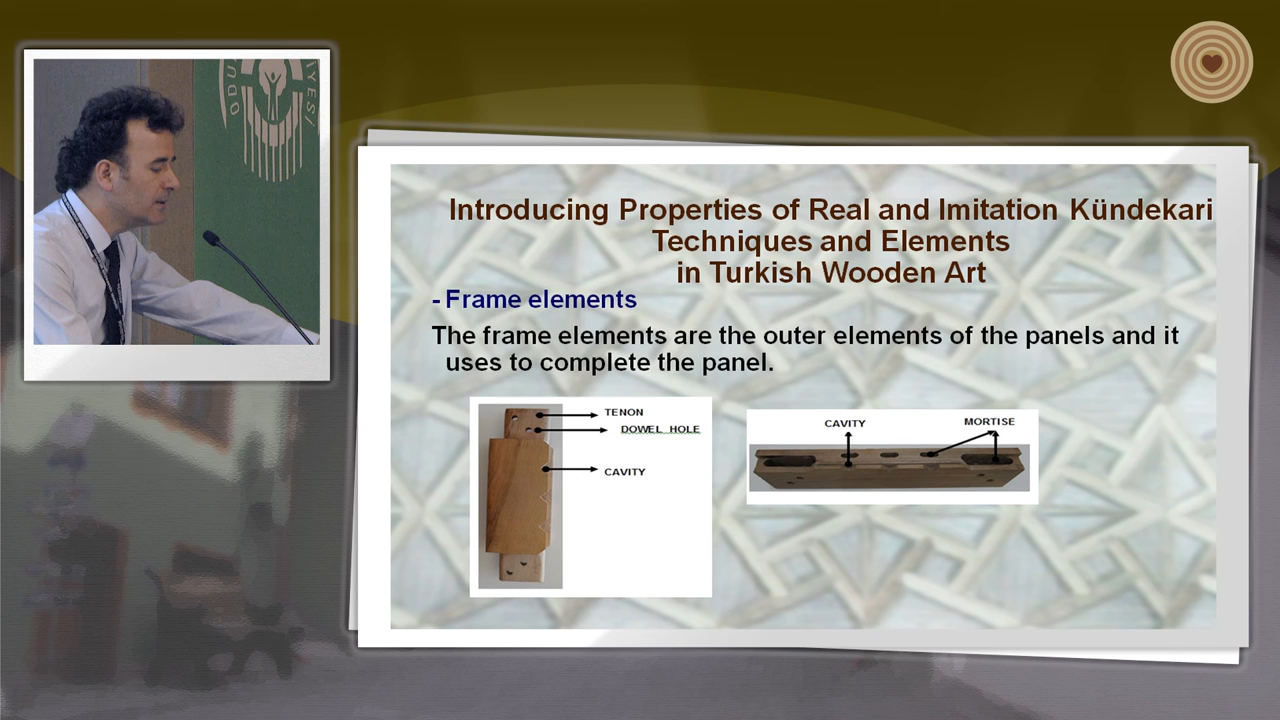 ODU
İYESİ
Introducing Properties of Real and Imitation Kündekari
Techniques and Elements
in Turkish Wooden Art
- Frame elements
The frame elements are the outer elements of the panels and it
uses to complete the panel.
TENON
DOWEL HOLE
CAVITY
CAVITY
MORTISE